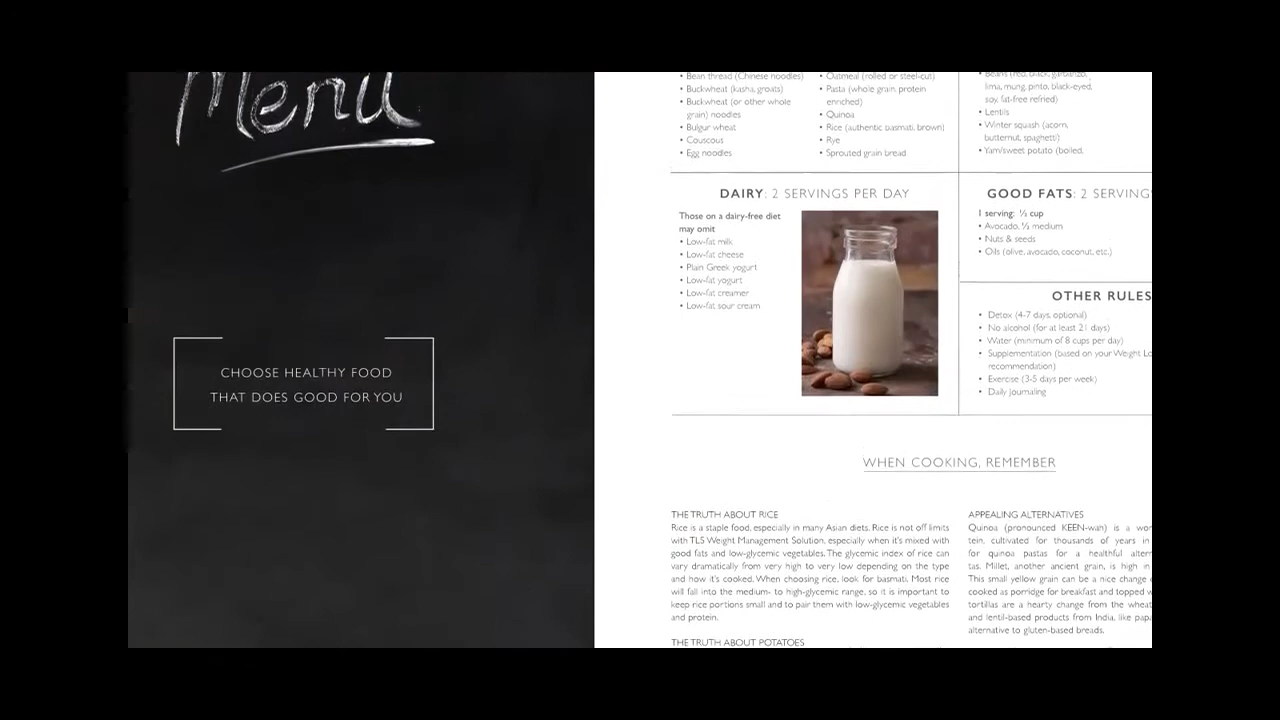 Menu
CHOOSE HEALTHY FOOD
THAT DOES GOOD FOR YOU
• Bean thread (Chinese noodles)
• Buckwheat (kasha, groats)
• Buckwheat (or other whole
grain) noodles
• Bulgur wheat
• Couscous
• Egg noodles
• Oatmeal (rolled or steel-cut)
• Pasta (whole grain, protein
enriched)
• Quinoa
• Rice (authentic basmati, brown)
• Rye
• Sprouted grain bread
• Beans (red, black, garbanzo,
lima, mung, pinto, black-eyed,
soy, fat-free refried)
• Lentils
• Winter squash (acorn,
butternut, spaghetti)
• Yam/sweet potato (boiled,
DAIRY: 2 SERVINGS PER DAY
Those on a dairy-free diet
may omit
• Low-fat milk
• Low-fat cheese
• Plain Greek yogurt
• Low-fat yogurt
• Low-fat creamer
• Low-fat sour cream
GOOD FATS: 2 SERVING
1 serving: ⅓ cup
• Avocado, ⅓ medium
• Nuts & seeds
• Oils (olive, avocado, coconut, etc.)
OTHER RULES
• Detox (4-7 days, optional)
• No alcohol (for at least 21 days)
• Water (minimum of 8 cups per day)
• Supplementation (based on your Weight Lo
recommendation)
• Exercise (3-5 days per week)
• Daily Journaling
WHEN COOKING, REMEMBER
THE TRUTH ABOUT RICE
Rice is a staple food, especially in many Asian diets. Rice is not off limits
with TLS Weight Management Solution, especially when it's mixed with
good fats and low-glycemic vegetables. The glycemic index of rice can
vary dramatically from very high to very low depending on the type
and how it's cooked. When choosing rice, look for basmati. Most rice
will fall into the medium- to high-glycemic range, so it is important to
keep rice portions small and to pair them with low-glycemic vegetables
and protein.
THE TRUTH ABOUT POTATOES
APPEALING ALTERNATIVES
Quinoa (pronounced KEEN-wah) is a wor
tein, cultivated for thousands of years in
for quinoa pastas for a healthful altern
tas. Millet, another ancient grain, is high in
This small yellow grain can be a nice change
cooked as porridge for breakfast and topped w
tortillas are a hearty change from the wheat
and lentil-based products from India, like papa
alternative to gluten-based breads.